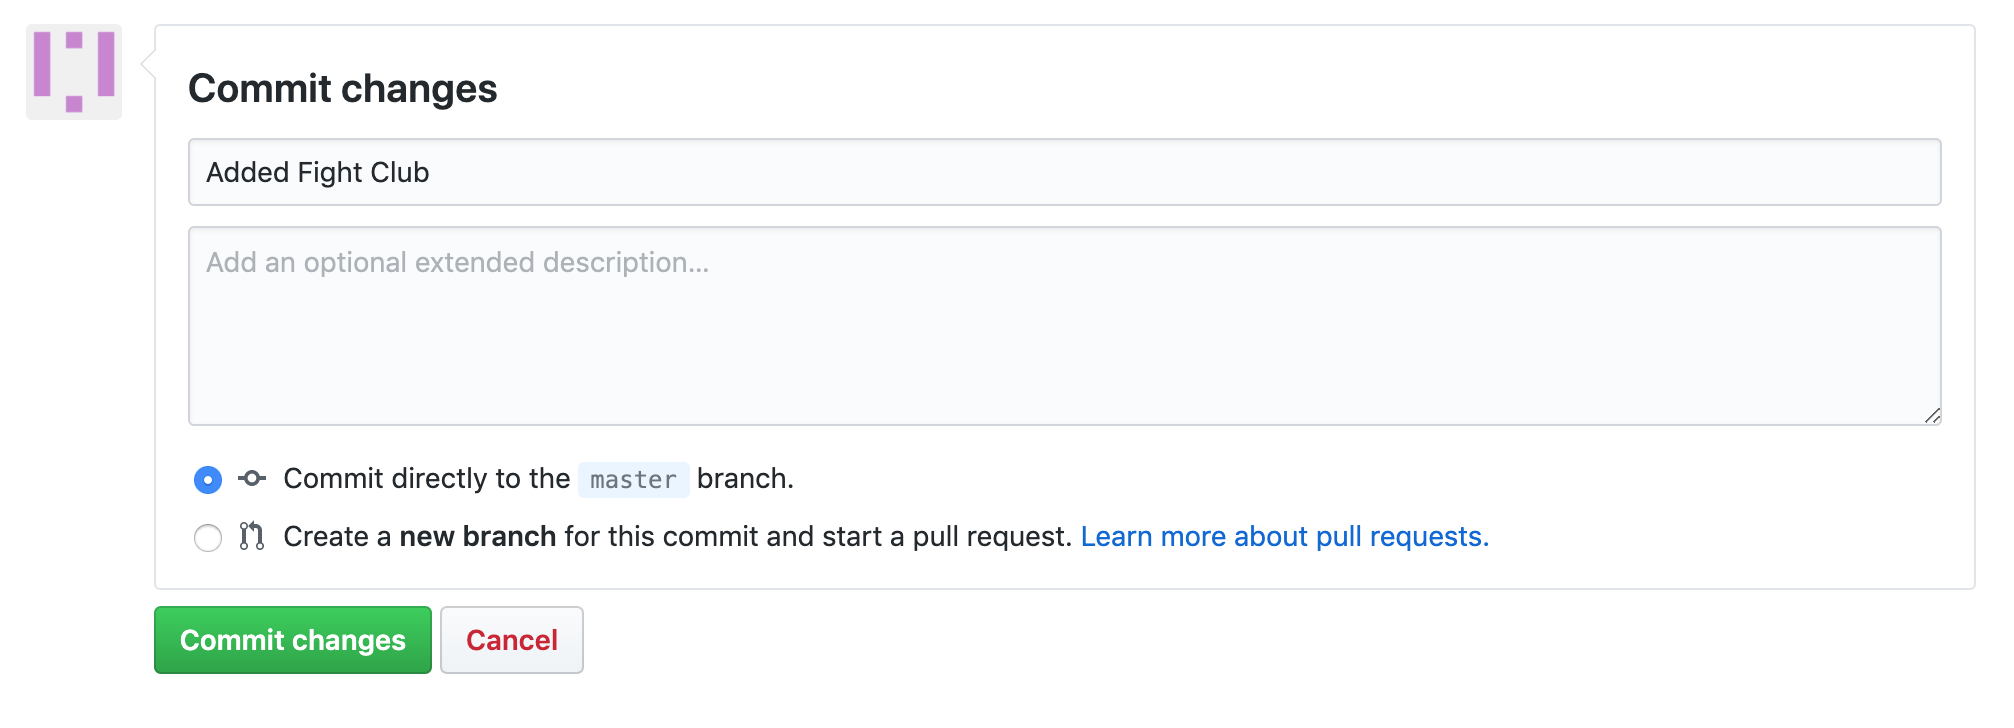 Commit changes
Added Fight Club
Add an optional extended description...
Commit directly to the master branch.
Create a new branch for this commit and start a pull request. Learn more about pull requests.
Commit changes Cancel